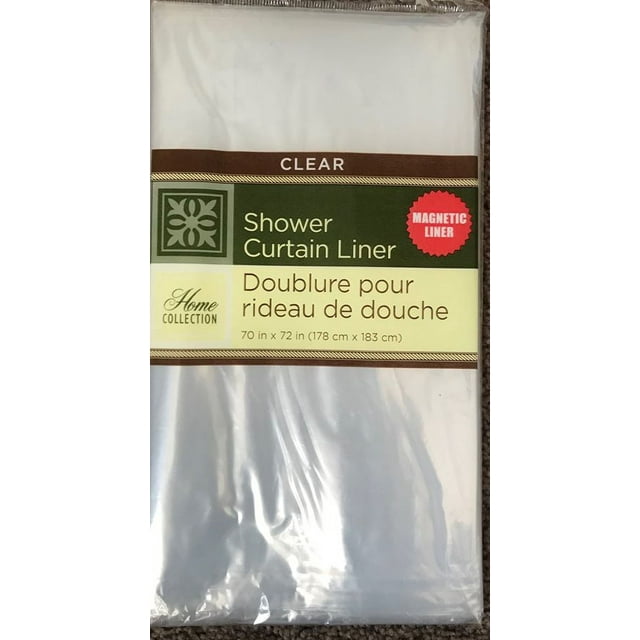 CLEAR
Shower
Curtain Liner
MAGNETIC
LINER
Home
COLLECTION
Doublure pour
rideau de douche
70 in x 72 in (178 cm x 183 cm)